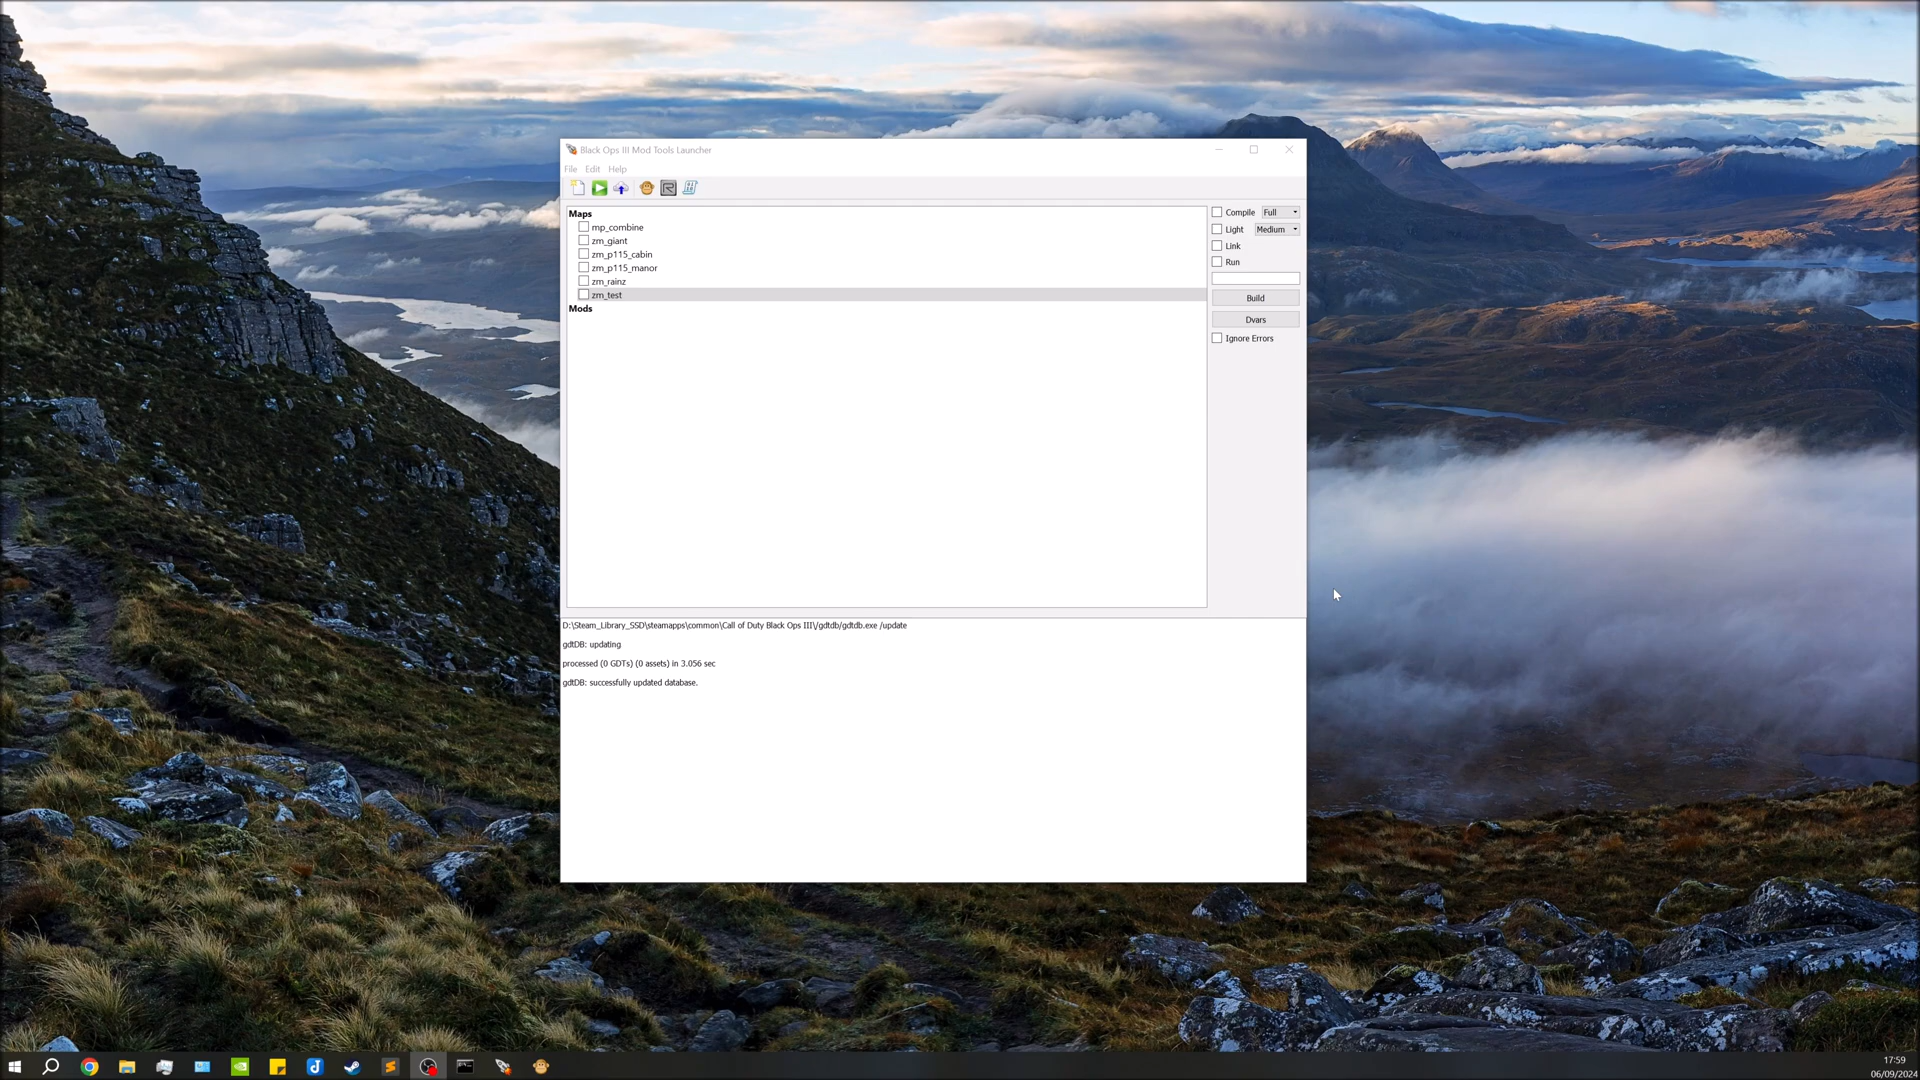 Black Ops III Mod Tools Launcher
File Edit Help
Maps
mp_combine
zm_giant
zm_p115_cabin
zm_p115_manor
zm_rainz
zm_test
Mods
Compile Full
Light Medium
Link
Run
Build
Dvars
Ignore Errors
D:\Steam_Library_SSD\steamapps\common\Call of Duty Black Ops III\/gdtdb/gdtdb.exe /update
gdtDB: updating
processed (0 GDTs) (0 assets) in 3.056 sec
gdtDB: successfully updated database.
17:59
06/09/2024